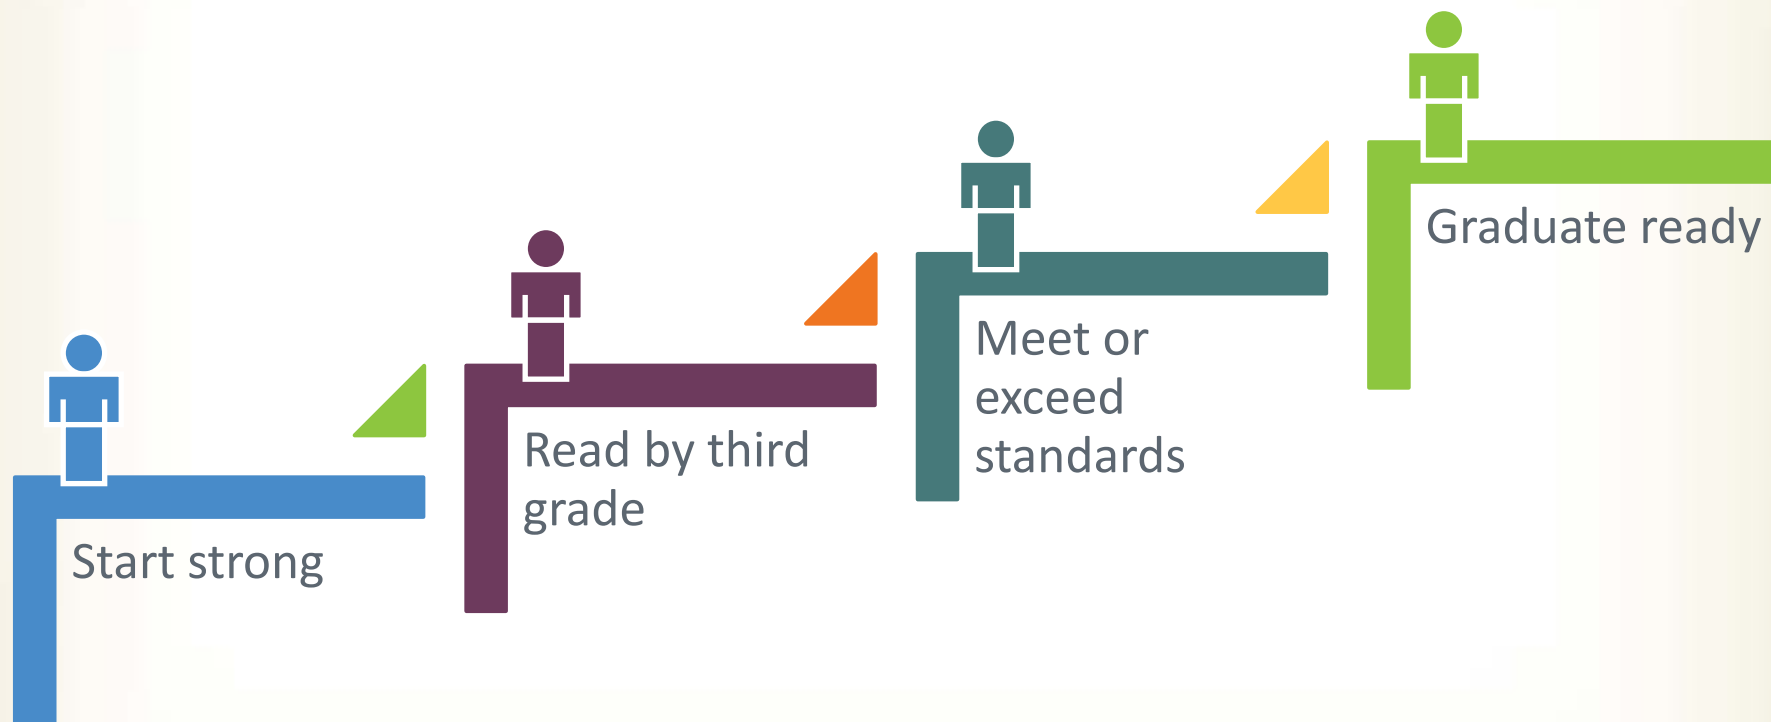 Start strong
Read by third
grade
Meet or
exceed
standards
Graduate ready